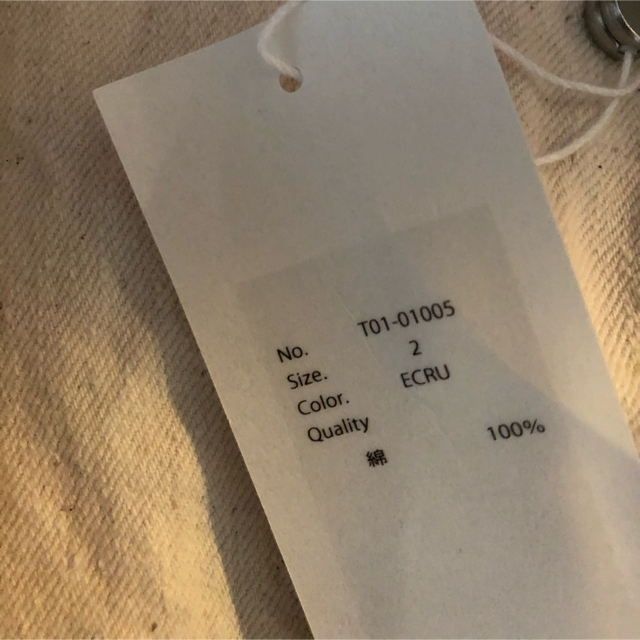 No. T01-01005
Size. 2
Color. ECRU
Quality
綿 100%